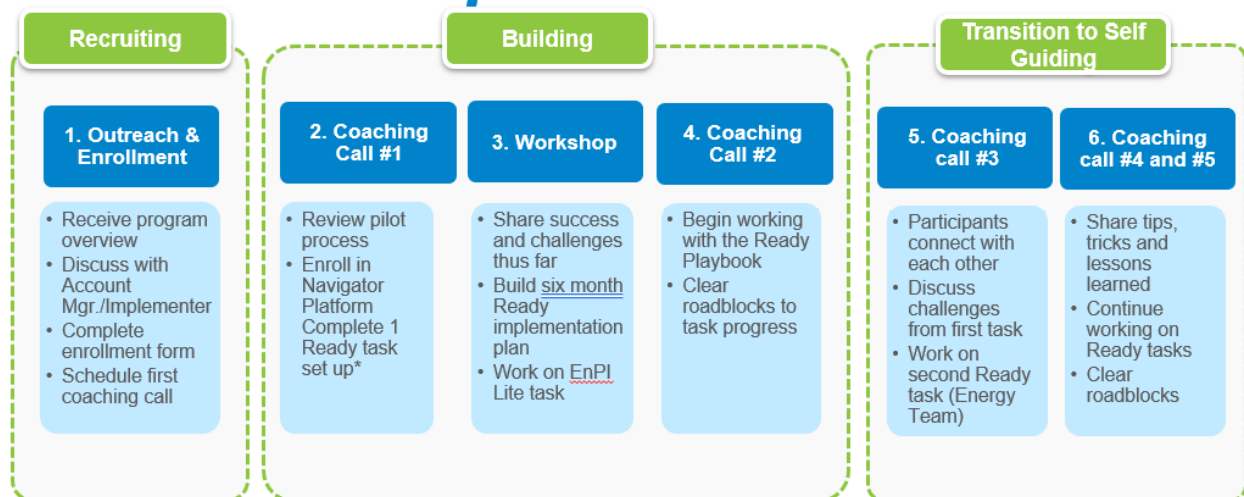 Recruiting
Building
Transition to Self
Guiding
1. Outreach &
Enrollment
2. Coaching
Call #1
3. Workshop
4. Coaching
Call #2
5. Coaching
call #3
6. Coaching
call #4 and #5
• Receive program
overview
• Discuss with
Account
Mgr./Implementer
• Complete
enrollment form
• Schedule first
coaching call
• Review pilot
process
• Enroll in
Navigator
Platform
Complete 1
Ready task
set up*
• Share success
and challenges
thus far
• Build six month
Ready
implementation
plan
• Work on EnPI
Lite task
• Begin working
with the Ready
Playbook
• Clear
roadblocks to
task progress
• Participants
connect with
each other
• Discuss
challenges
from first task
• Work on
second Ready
task (Energy
Team)
• Share tips,
tricks and
lessons
learned
• Continue
working on
Ready tasks
• Clear
roadblocks